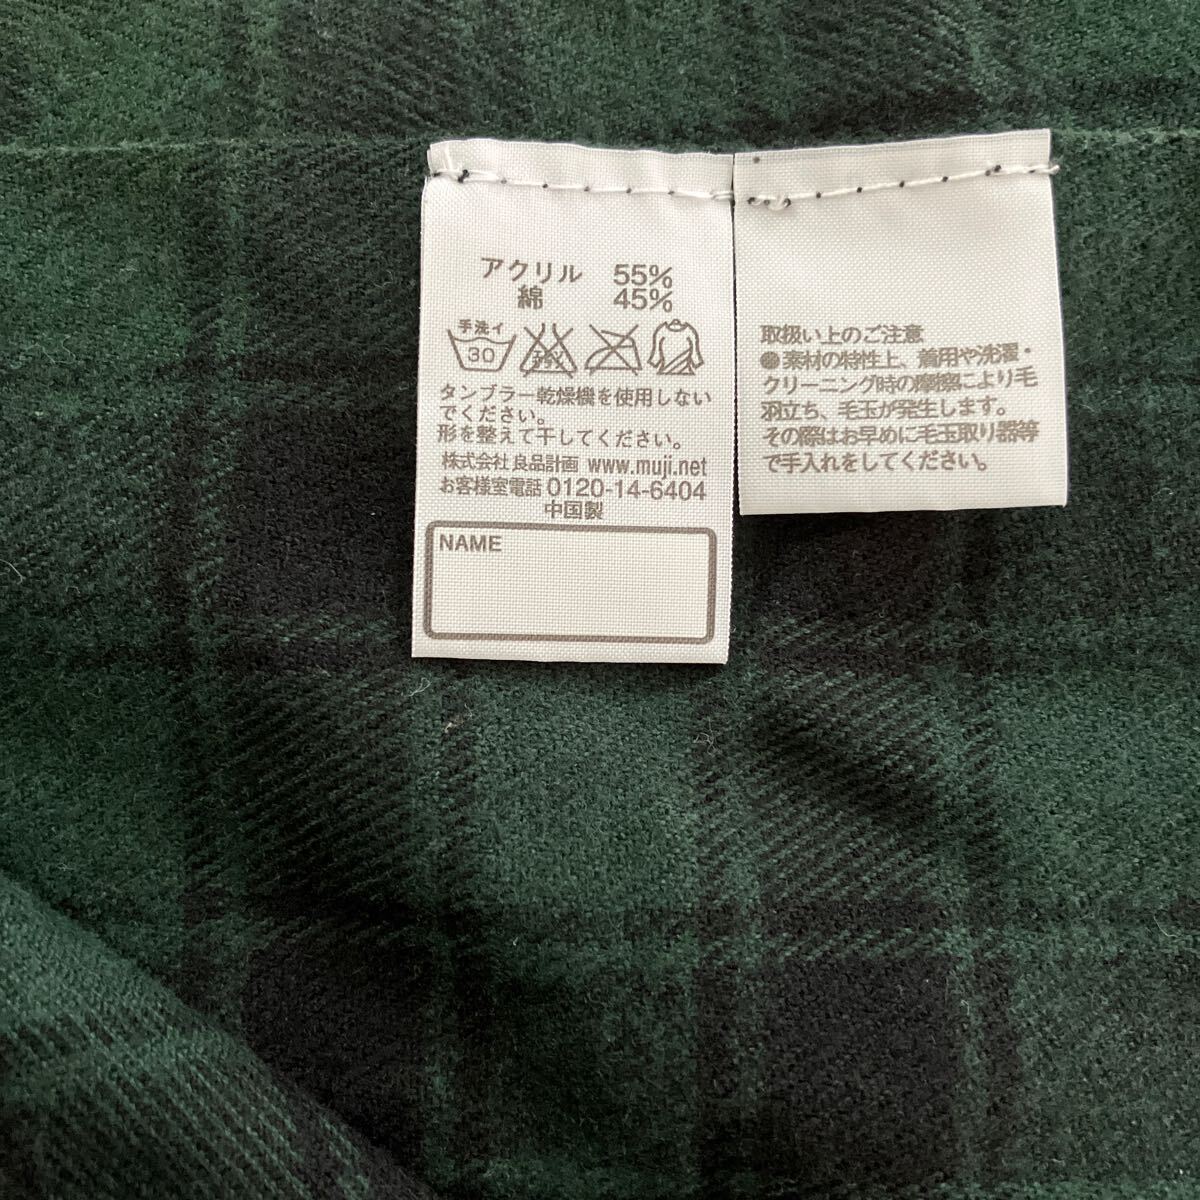 アクリル 55%
綿 45%
手洗イ
30
タンブラー乾燥機を使用しない
でください。
形を整えて干してください。
株式会社 良品計画 www.muji.net
お客様室電話 0120-14-6404
中国製
NAME
取扱い上のご注意
●素材の特性上、着用や洗濯・
クリーニング時の摩擦により毛
羽立ち、毛玉が発生します。
その際はお早めに毛玉取り器等
で手入れをしてください。